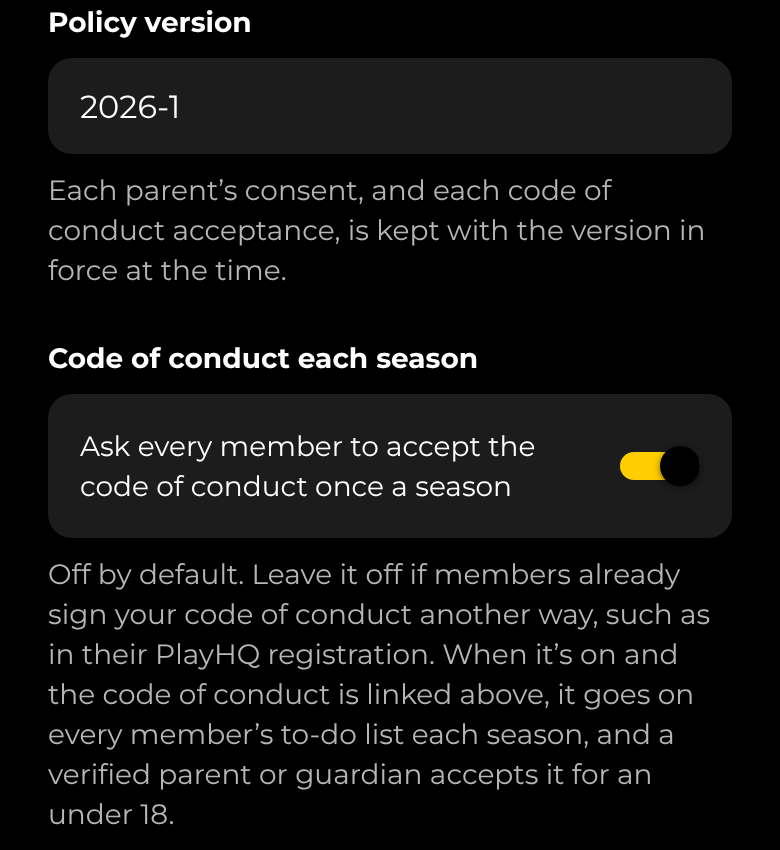 Policy version
2026-1
Each parent’s consent, and each code of
conduct acceptance, is kept with the version in
force at the time.
Code of conduct each season
Ask every member to accept the
code of conduct once a season
Off by default. Leave it off if members already
sign your code of conduct another way, such as
in their PlayHQ registration. When it’s on and
the code of conduct is linked above, it goes on
every member’s to-do list each season, and a
verified parent or guardian accepts it for an
under 18.